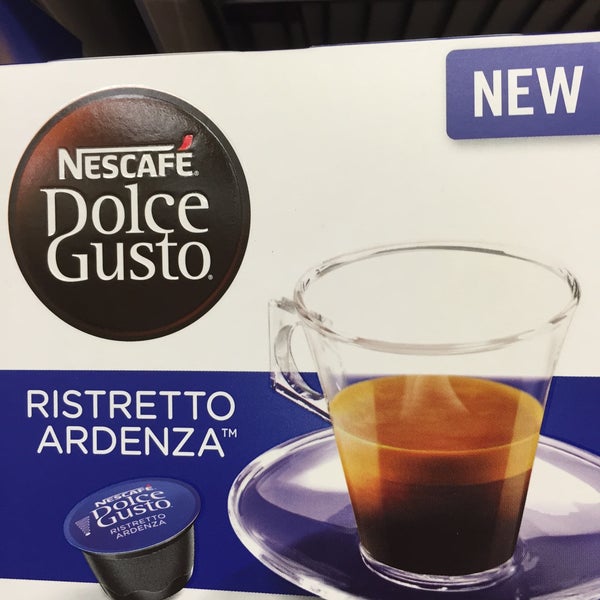 NEW
NESCAFÉ®
DOLCE
GUSTO®
RISTRETTO
ARDENZA™
NESCAFÉ
DOLCE
GUSTO
RISTRETTO
ARDENZA